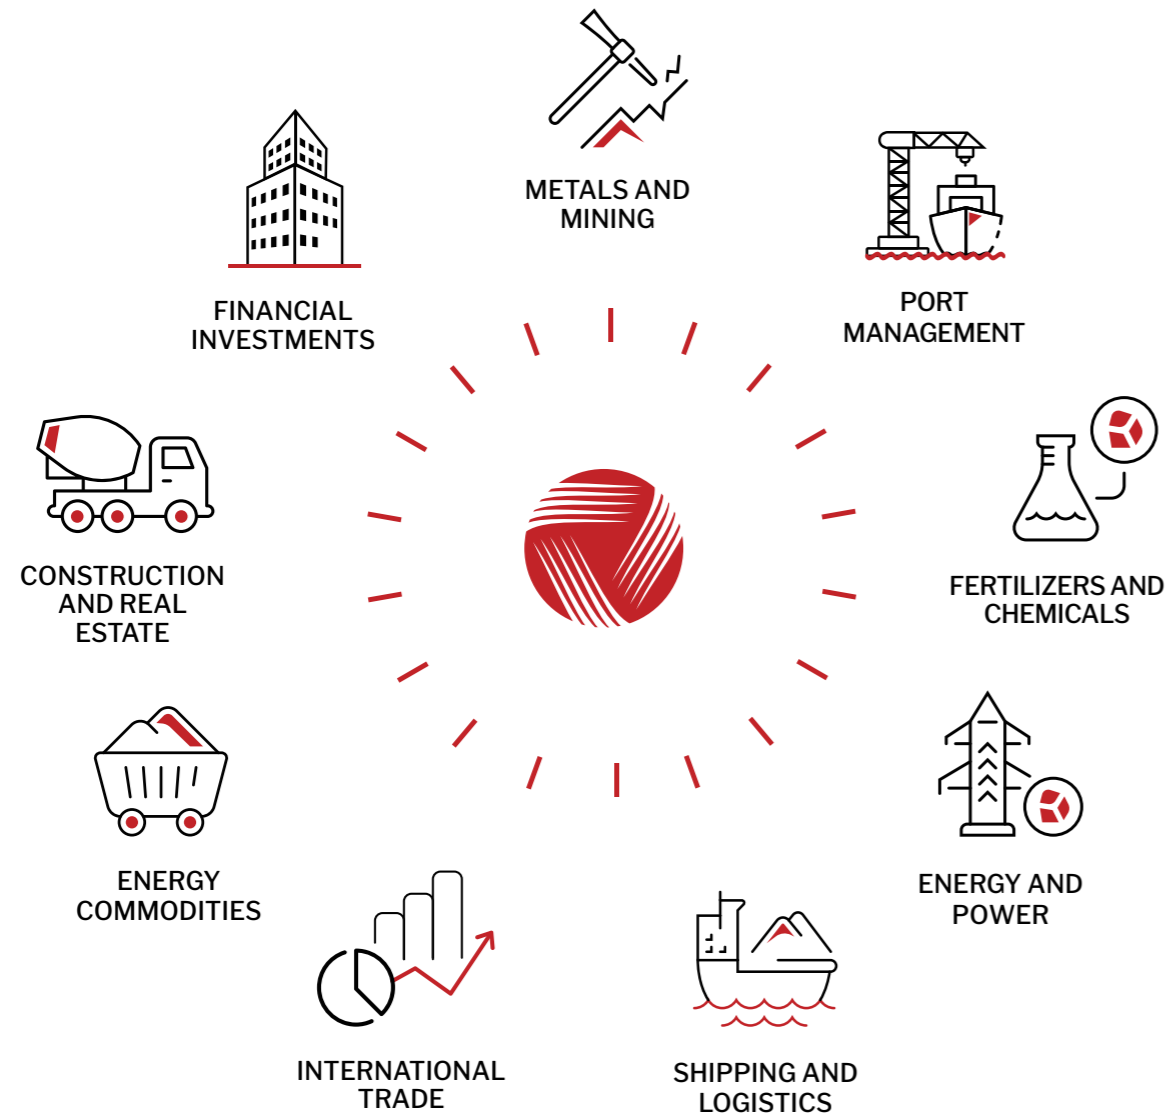 METALS AND
MINING
PORT
MANAGEMENT
FINANCIAL
INVESTMENTS
CONSTRUCTION
AND REAL
ESTATE
FERTILIZERS AND
CHEMICALS
ENERGY
COMMODITIES
ENERGY AND
POWER
INTERNATIONAL
TRADE
SHIPPING AND
LOGISTICS